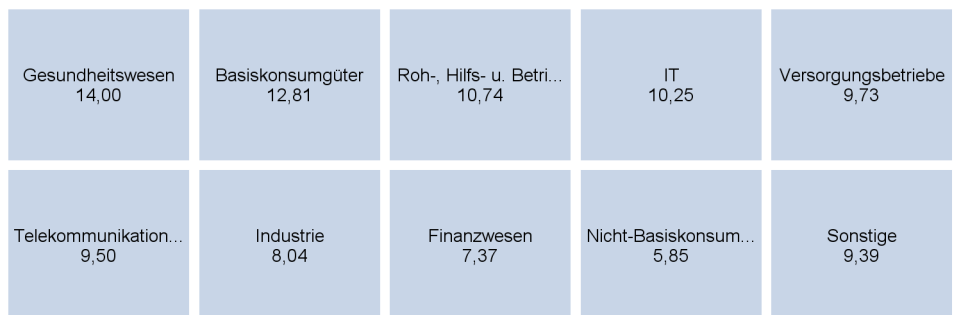 Gesundheitswesen
14,00
Basiskonsumgüter
12,81
Roh-, Hilfs- u. Betri...
10,74
IT
10,25
Versorgungsbetriebe
9,73
Telekommunikation...
9,50
Industrie
8,04
Finanzwesen
7,37
Nicht-Basiskonsum...
5,85
Sonstige
9,39